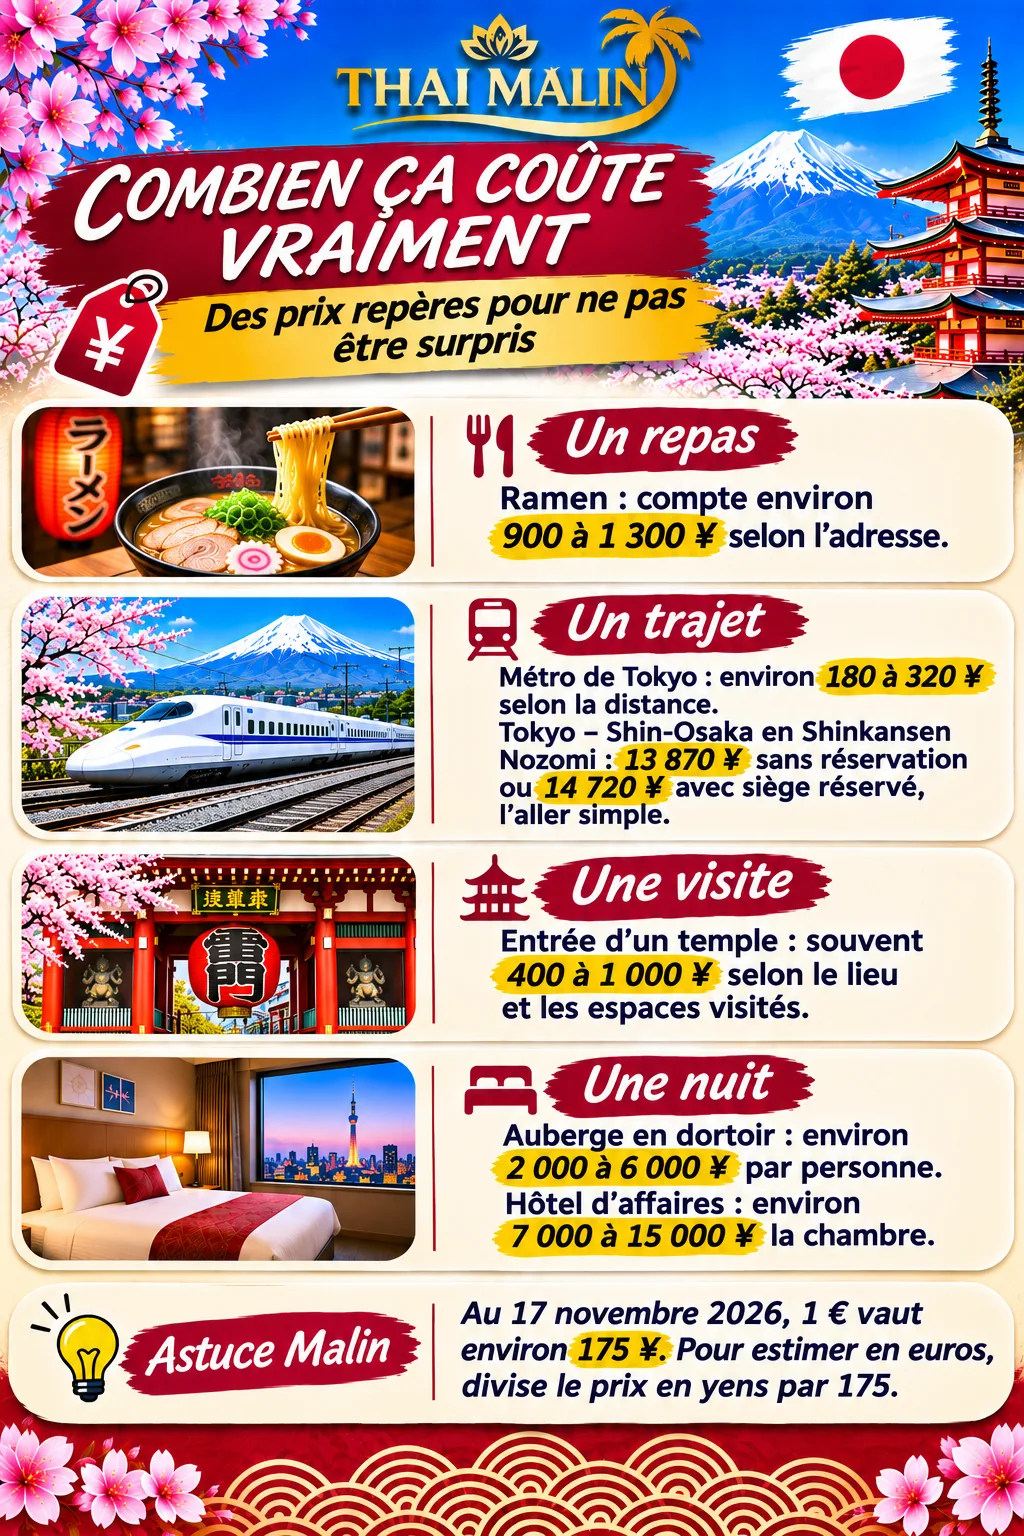 THAI MALIN
COMBIEN ÇA COÛTE
VRAIMENT
Des prix repères pour ne pas
être surpris
¥
ラーメン
Un repas
Ramen : compte environ
900 à 1 300 ¥ selon l'adresse.
Un trajet
Métro de Tokyo : environ 180 à 320 ¥
selon la distance.
Tokyo – Shin-Osaka en Shinkansen
Nozomi : 13 870 ¥ sans réservation
ou 14 720 ¥ avec siège réservé,
l'aller simple.
Une visite
Entrée d'un temple : souvent
400 à 1 000 ¥ selon le lieu
et les espaces visités.
雷門
Une nuit
Auberge en dortoir : environ
2 000 à 6 000 ¥ par personne.
Hôtel d'affaires : environ
7 000 à 15 000 ¥ la chambre.
Astuce Malin
Au 17 novembre 2026, 1 € vaut
environ 175 ¥. Pour estimer en euros,
divise le prix en yens par 175.